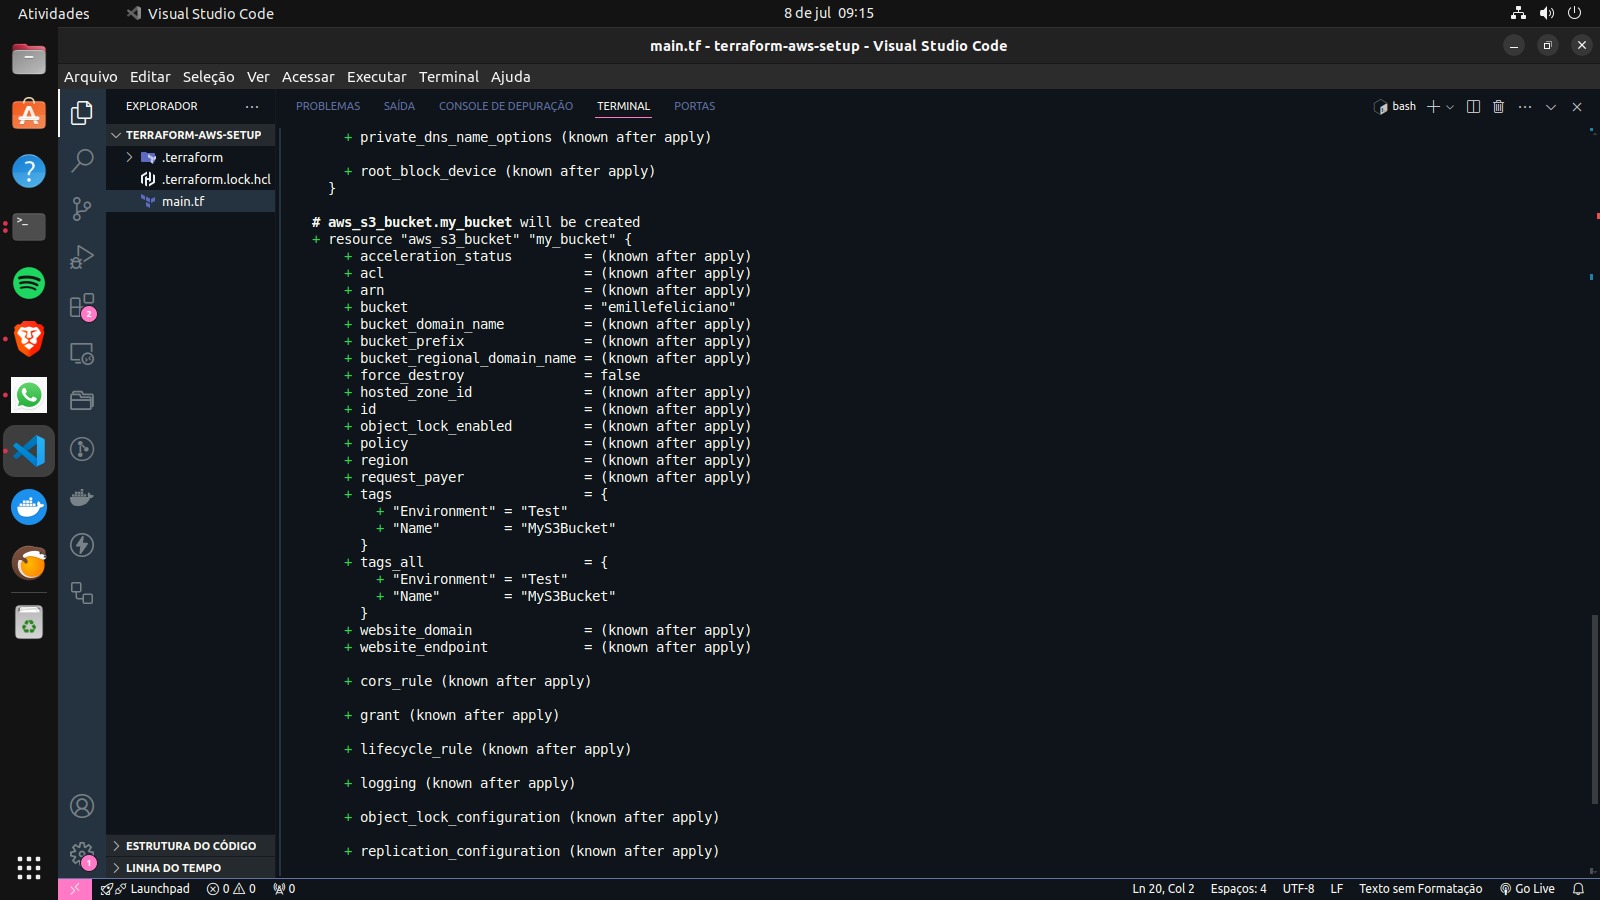 Atividades
Visual Studio Code
8 de jul 09:15
main.tf - terraform-aws-setup - Visual Studio Code
Arquivo Editar Seleção Ver Acessar Executar Terminal Ajuda
EXPLORADOR
TERRAFORM-AWS-SETUP
.terraform
.terraform.lock.hcl
main.tf
ESTRUTURA DO CÓDIGO
LINHA DO TEMPO
2
1
PROBLEMAS SAÍDA CONSOLE DE DEPURAÇÃO TERMINAL PORTAS
bash
+ private_dns_name_options (known after apply)
+ root_block_device (known after apply)
}
# aws_s3_bucket.my_bucket will be created
+ resource "aws_s3_bucket" "my_bucket" {
+ acceleration_status = (known after apply)
+ acl = (known after apply)
+ arn = (known after apply)
+ bucket = "emillefeliciano"
+ bucket_domain_name = (known after apply)
+ bucket_prefix = (known after apply)
+ bucket_regional_domain_name = (known after apply)
+ force_destroy = false
+ hosted_zone_id = (known after apply)
+ id = (known after apply)
+ object_lock_enabled = (known after apply)
+ policy = (known after apply)
+ region = (known after apply)
+ request_payer = (known after apply)
+ tags = {
+ "Environment" = "Test"
+ "Name" = "MyS3Bucket"
}
+ tags_all = {
+ "Environment" = "Test"
+ "Name" = "MyS3Bucket"
}
+ website_domain = (known after apply)
+ website_endpoint = (known after apply)
+ cors_rule (known after apply)
+ grant (known after apply)
+ lifecycle_rule (known after apply)
+ logging (known after apply)
+ object_lock_configuration (known after apply)
+ replication_configuration (known after apply)
Launchpad 0 0 0
Ln 20, Col 2 Espaços: 4 UTF-8 LF Texto sem Formatação Go Live